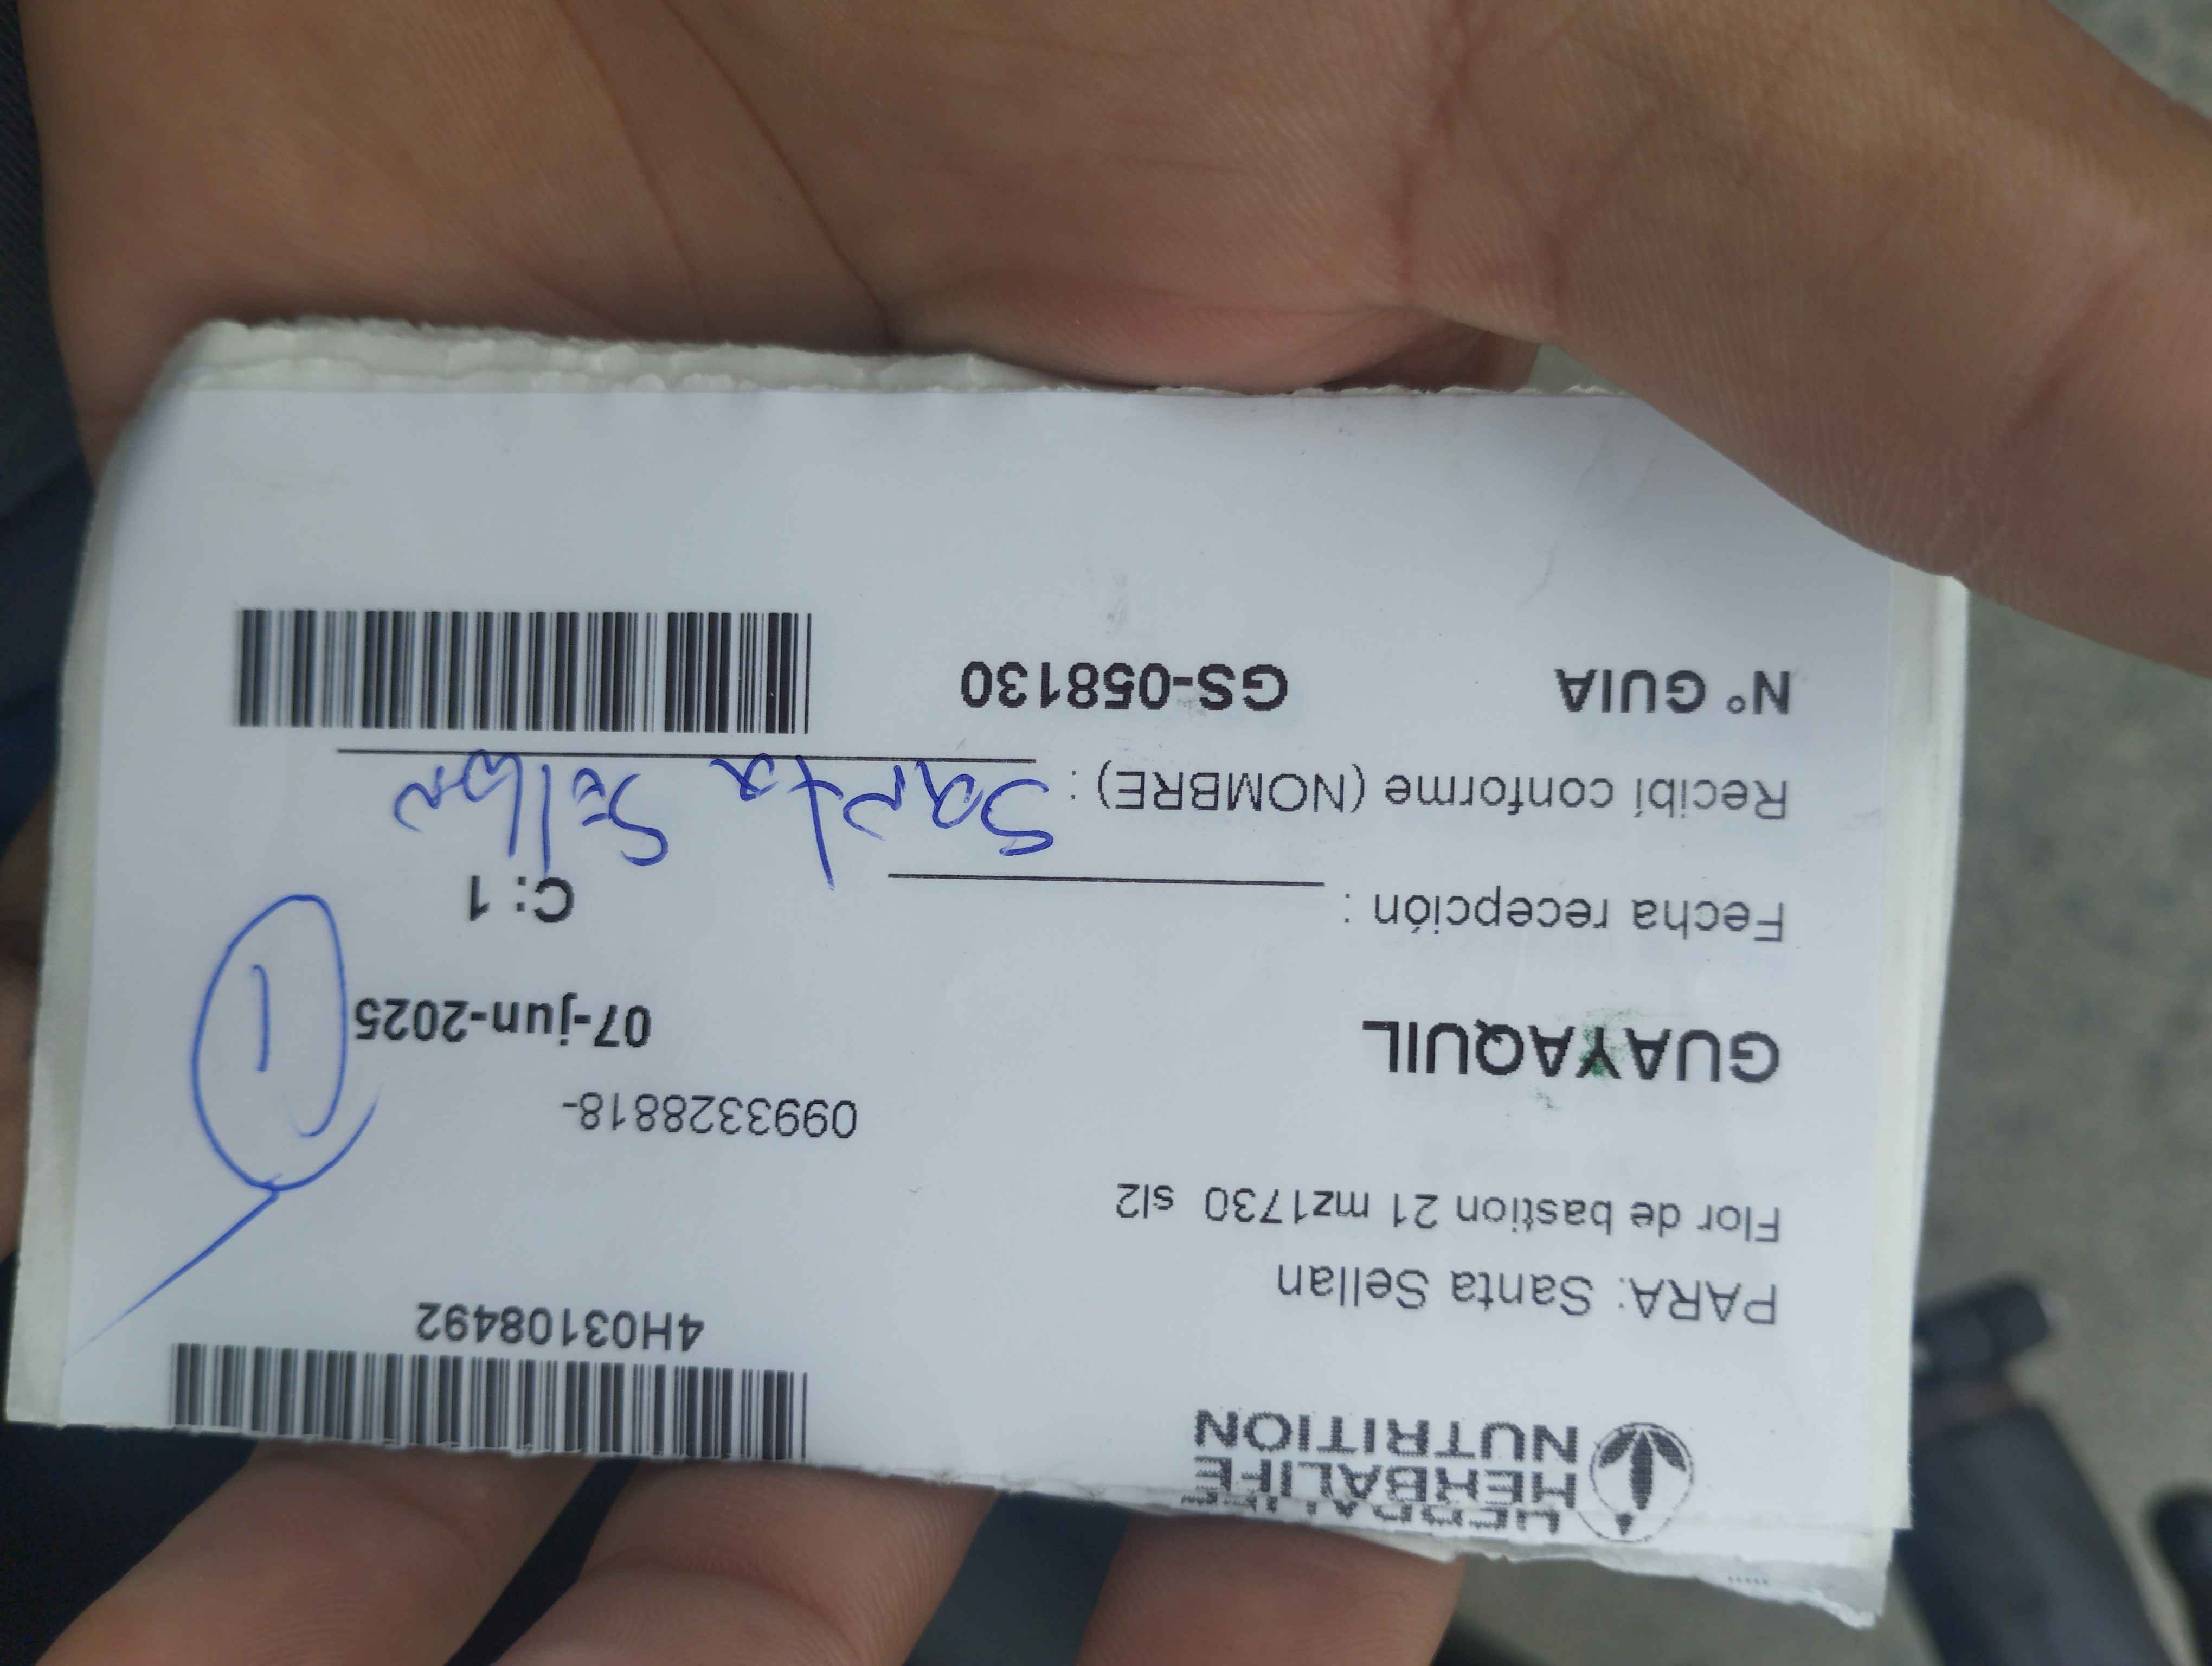 HERBALIFE
HERBALIFE
NUTRITION
4H03108492
PARA: Santa Sellan
Flor de bastion 21 mz1730 sl2
0993328818-
GUAYAQUIL
07-jun-2025
1
C: 1
Fecha recepción :
Recibí conforme (NOMBRE) : Santa Sellan
N° GUIA GS-058130